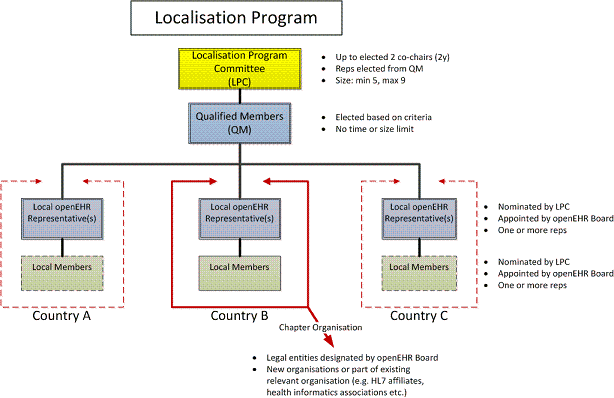 Localisation Program
Localisation Program
Committee
(LPC)
• Up to elected 2 co-chairs (2y)
• Reps elected from QM
• Size: min 5, max 9
Qualified Members
(QM)
• Elected based on criteria
• No time or size limit
Local openEHR
Representative(s)
Local Members
Country A
Local openEHR
Representative(s)
Local Members
Country B
Local openEHR
Representative(s)
Local Members
Country C
• Nominated by LPC
• Appointed by openEHR Board
• One or more reps
• Nominated by LPC
• Appointed by openEHR Board
• One or more reps
Chapter Organisation
• Legal entities designated by openEHR Board
• New organisations or part of existing
relevant organisation (e.g. HL7 affiliates,
health informatics associations etc.)